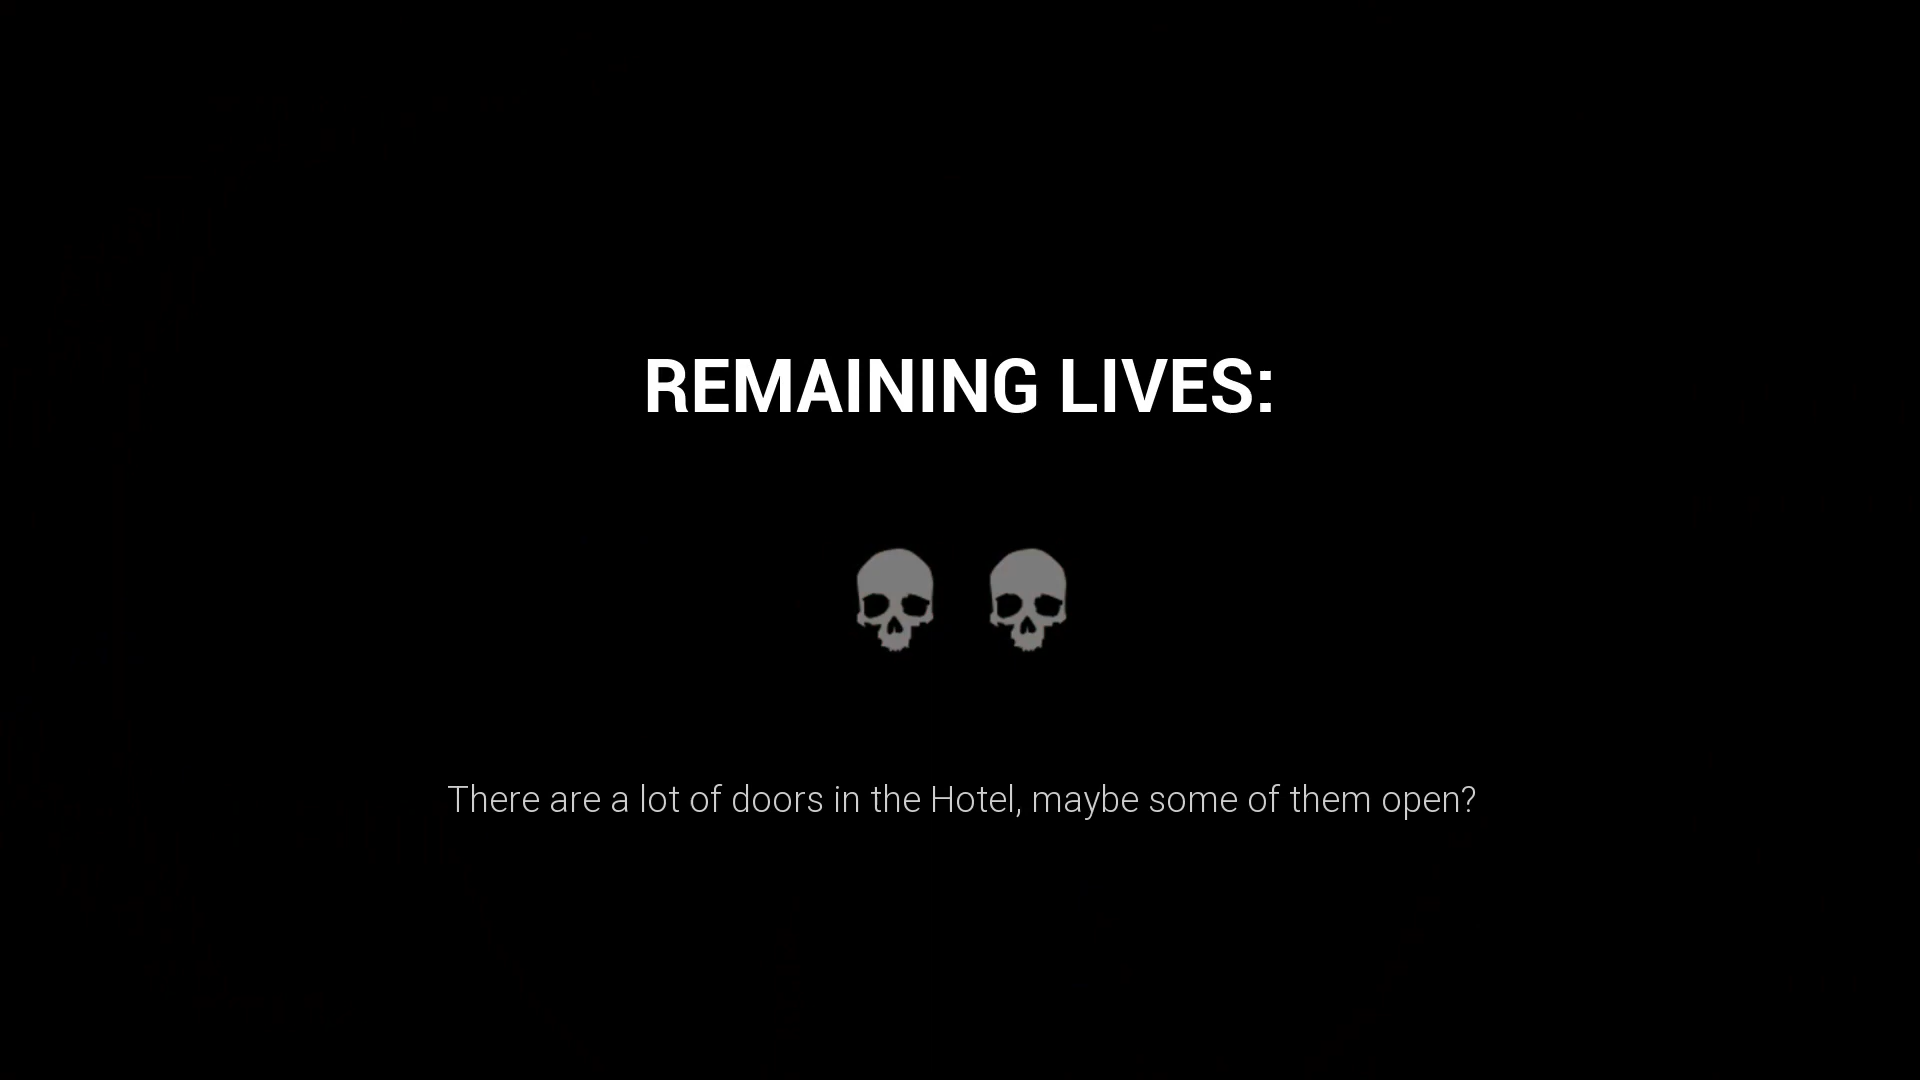 REMAINING LIVES:
There are a lot of doors in the Hotel, maybe some of them open?